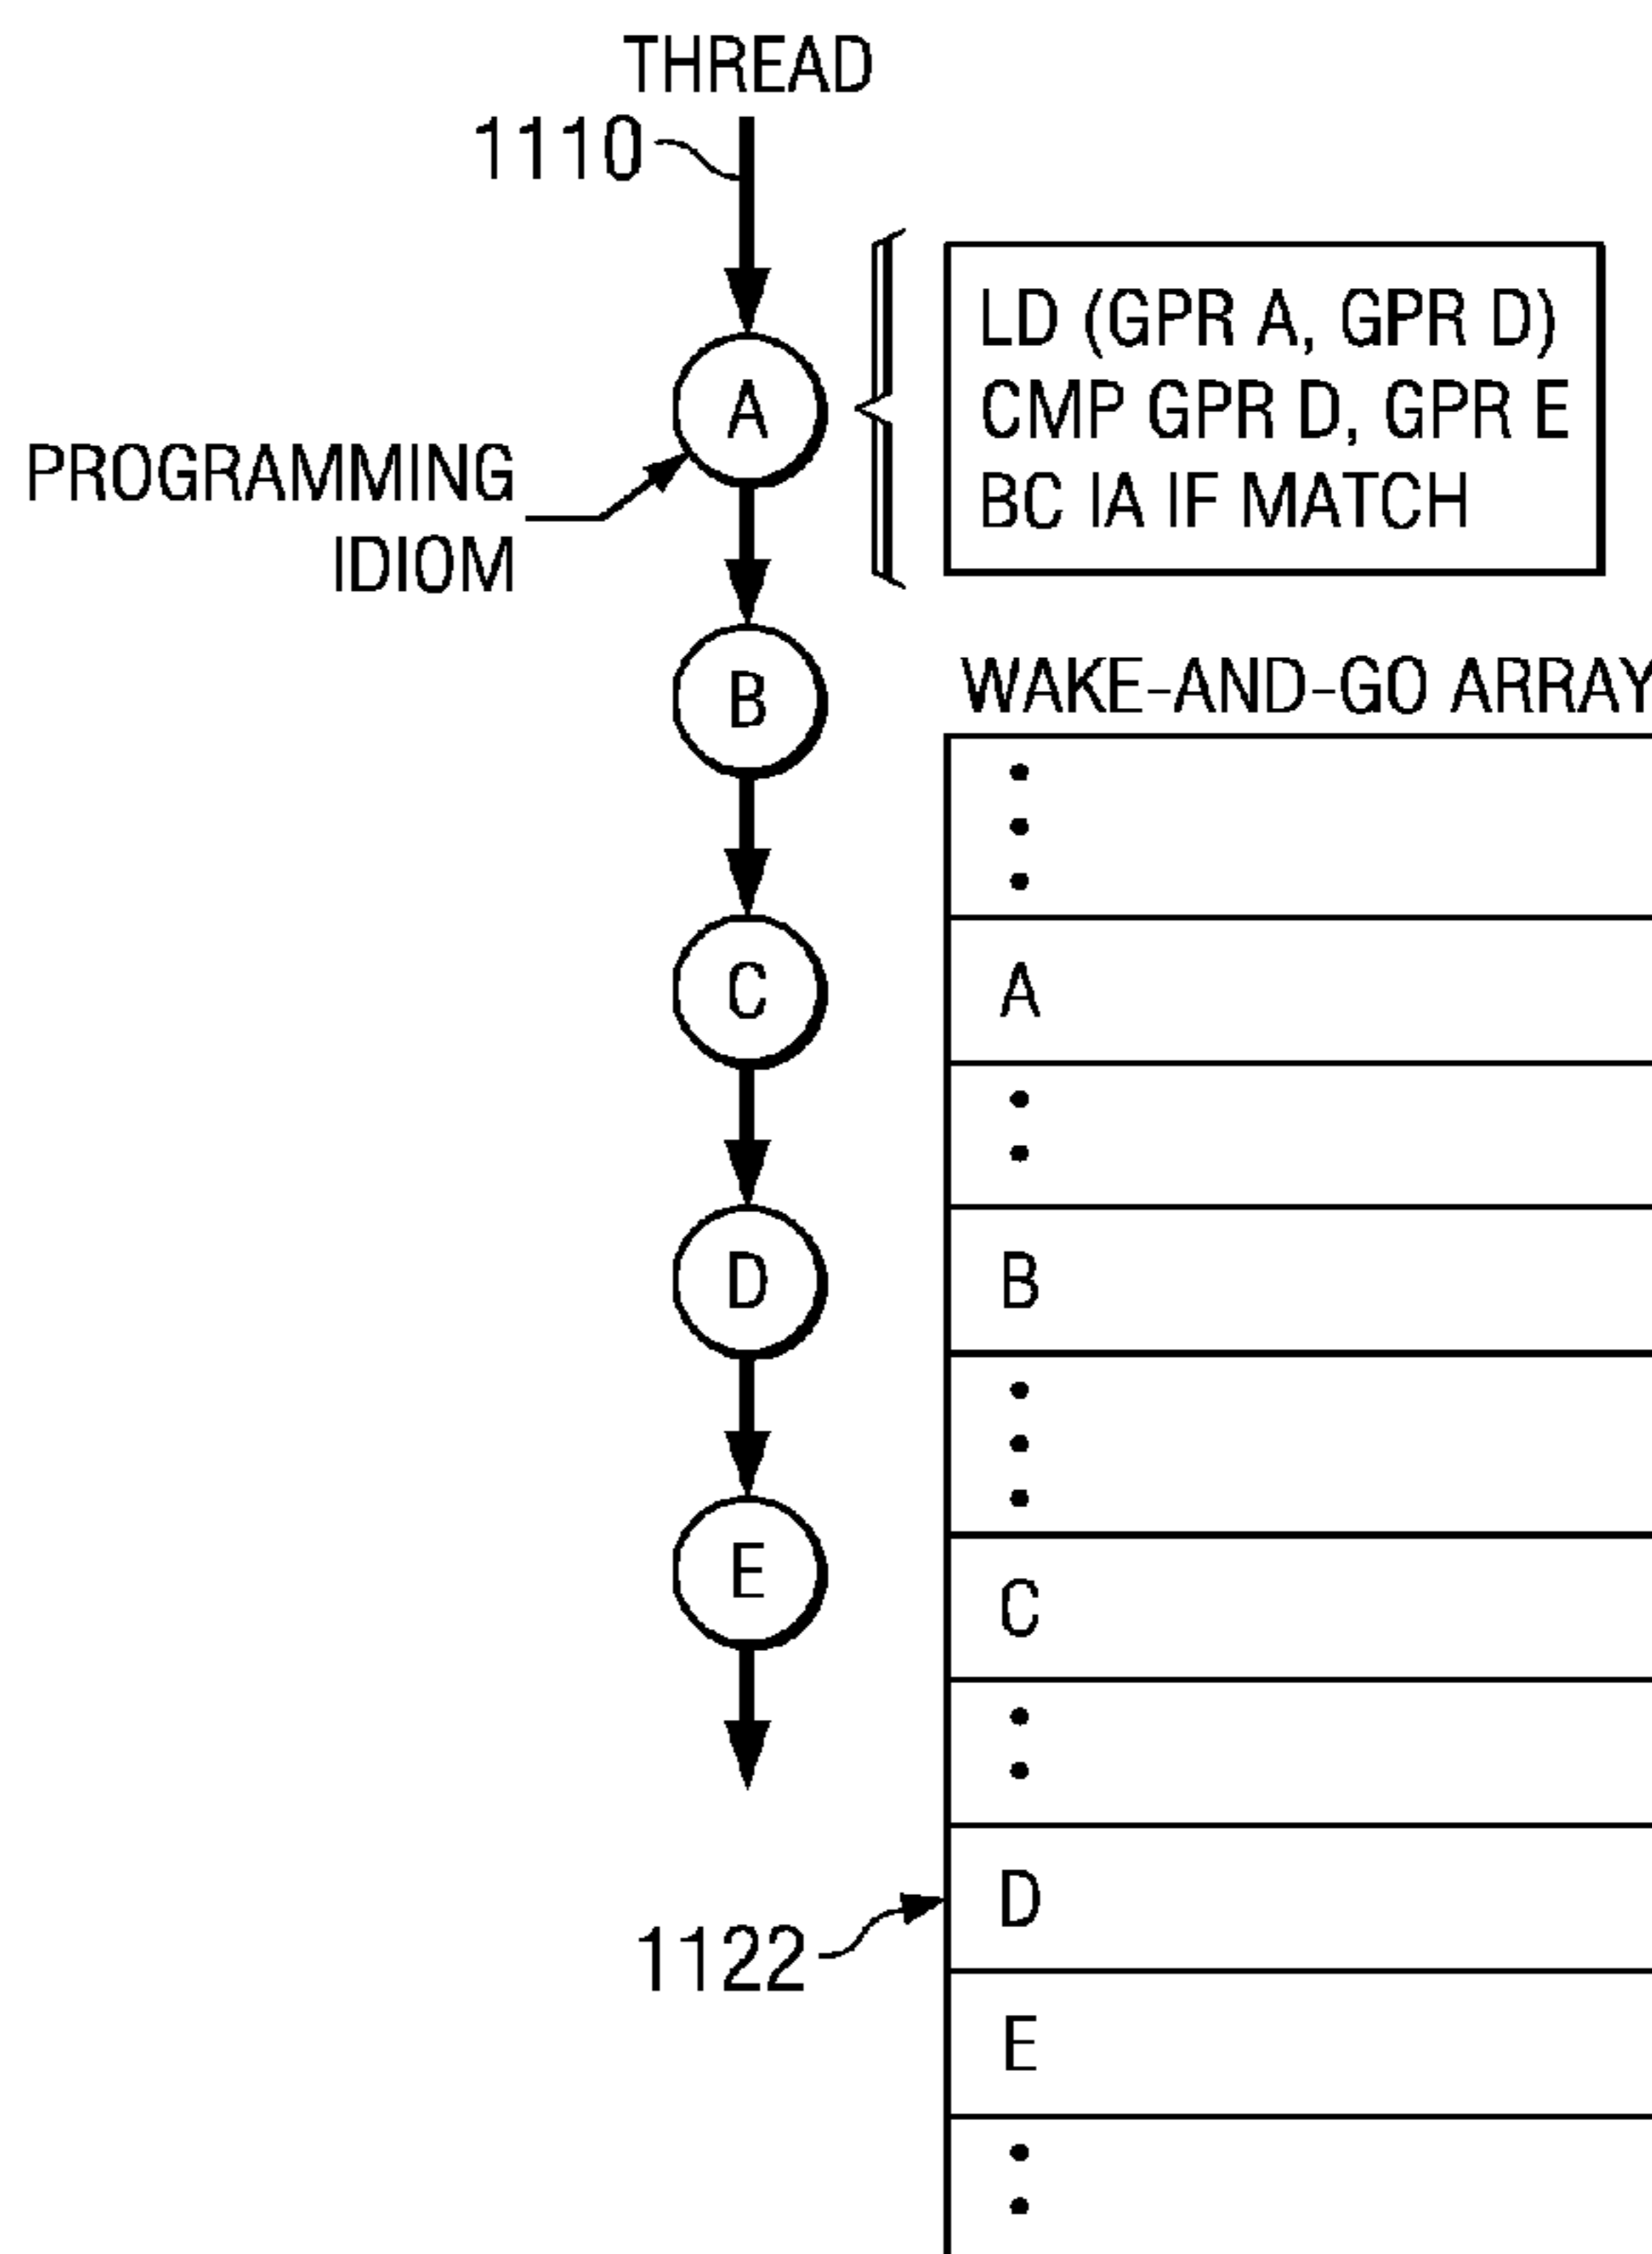 THREAD
1110
LD (GPR A, GPR D)
CMP GPR D, GPR E
BC IA IF MATCH
A
PROGRAMMING
IDIOM
B
C
D
E
WAKE-AND-GO ARRAY
A
B
C
D
E
1122